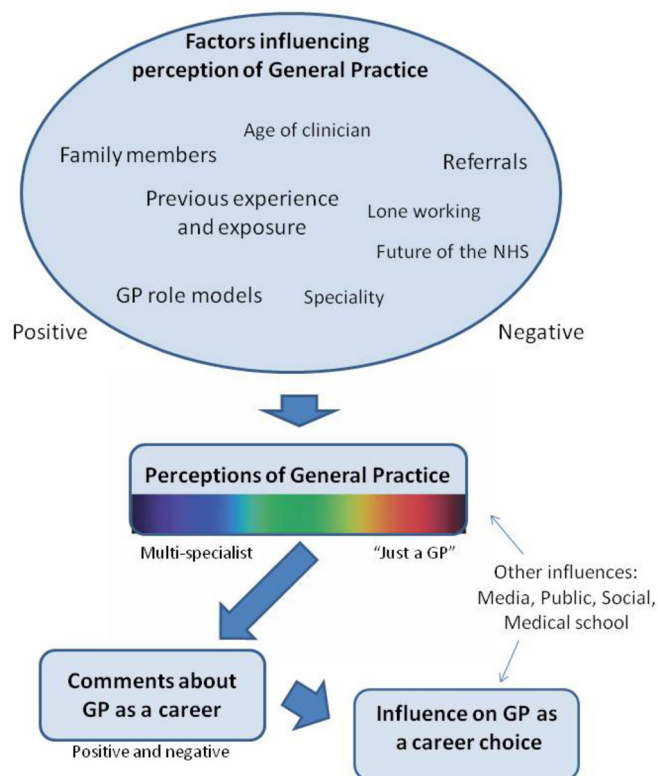 Factors influencing
perception of General Practice
Age of clinician
Family members
Referrals
Previous experience
and exposure
Lone working
Future of the NHS
GP role models
Speciality
Positive
Negative
Perceptions of General Practice
Multi-specialist
“Just a GP”
Other influences:
Media, Public, Social,
Medical school
Comments about
GP as a career
Positive and negative
Influence on GP as
a career choice